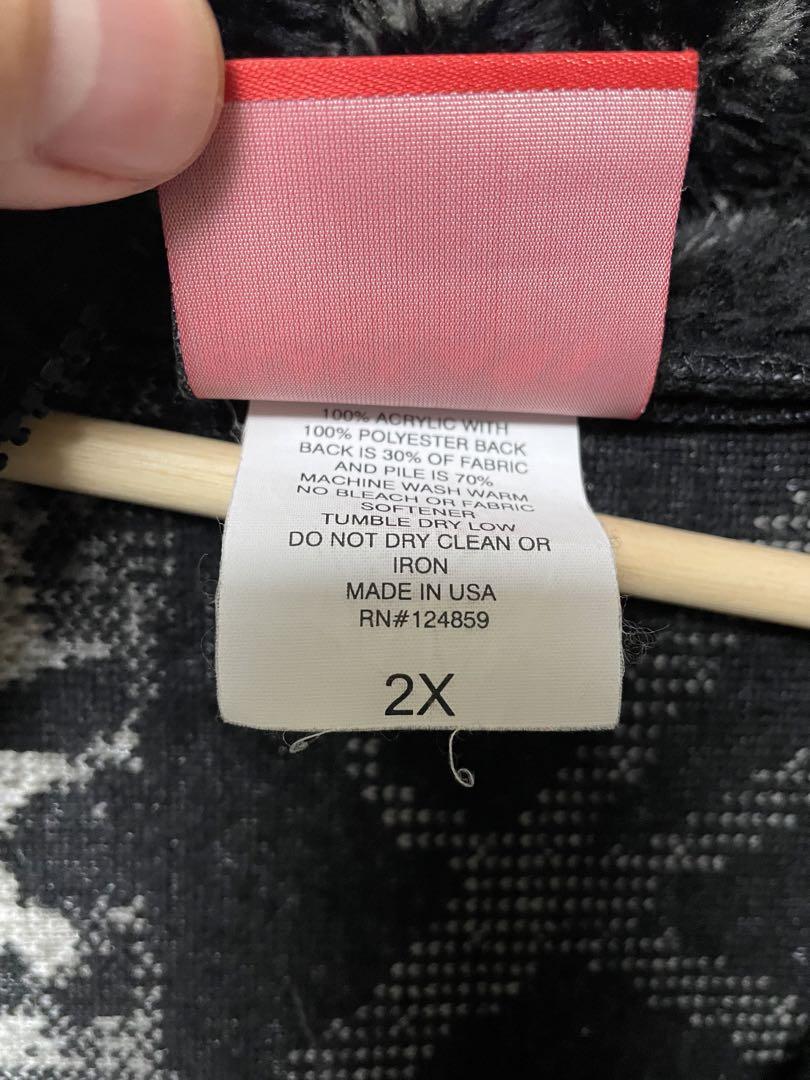 100% ACRYLIC WITH
100% POLYESTER BACK
BACK IS 30% OF FABRIC
AND PILE IS 70%
MACHINE WASH WARM
NO BLEACH OR FABRIC
SOFTENER
TUMBLE DRY LOW
DO NOT DRY CLEAN OR
IRON
MADE IN USA
RN#124859
2X